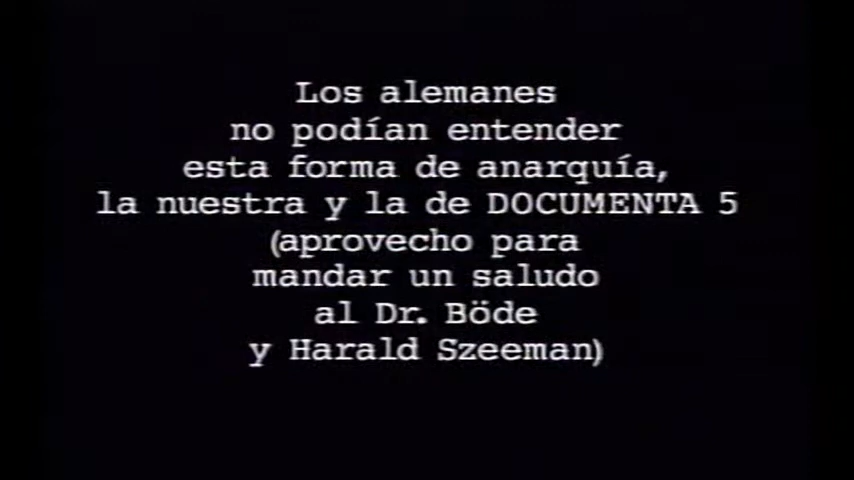 Los alemanes
no podían entender
esta forma de anarquía,
la nuestra y la de DOCUMENTA 5
(aprovecho para
mandar un saludo
al Dr. Böde
y Harald Szeeman)